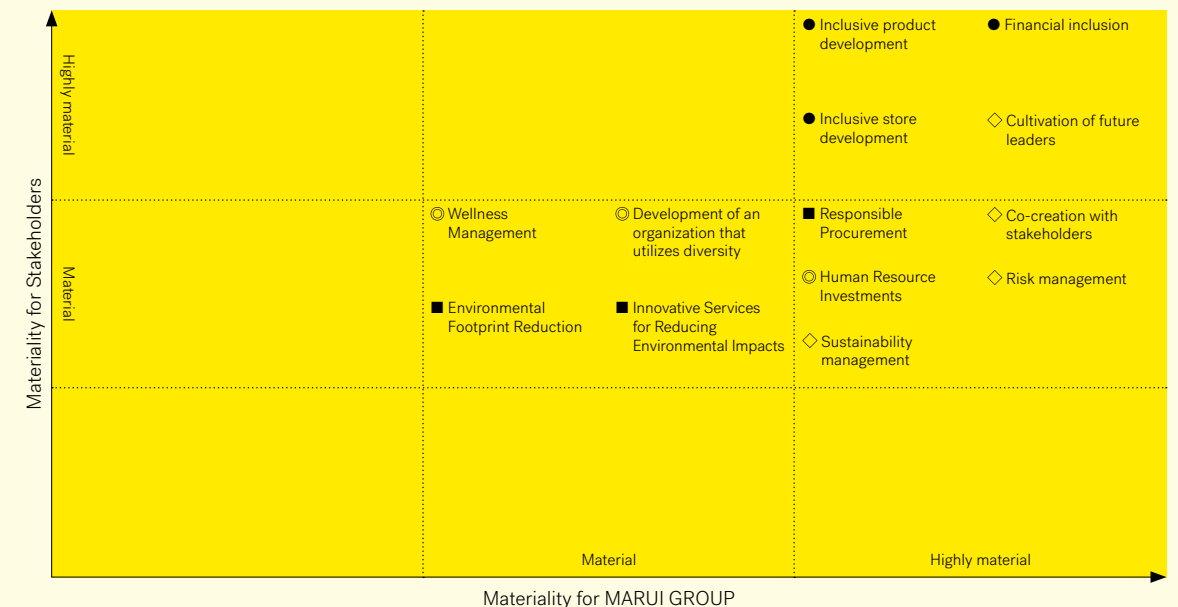 Materiality for Stakeholders
Highly material
Material
● Inclusive product
development
● Financial inclusion
● Inclusive store
development
◇ Cultivation of future
leaders
◎ Wellness
Management
◎ Development of an
organization that
utilizes diversity
■ Responsible
Procurement
◇ Co-creation with
stakeholders
◎ Human Resource
Investments
◇ Risk management
■ Environmental
Footprint Reduction
■ Innovative Services
for Reducing
Environmental Impacts
◇ Sustainability
management
Material
Highly material
Materiality for MARUI GROUP